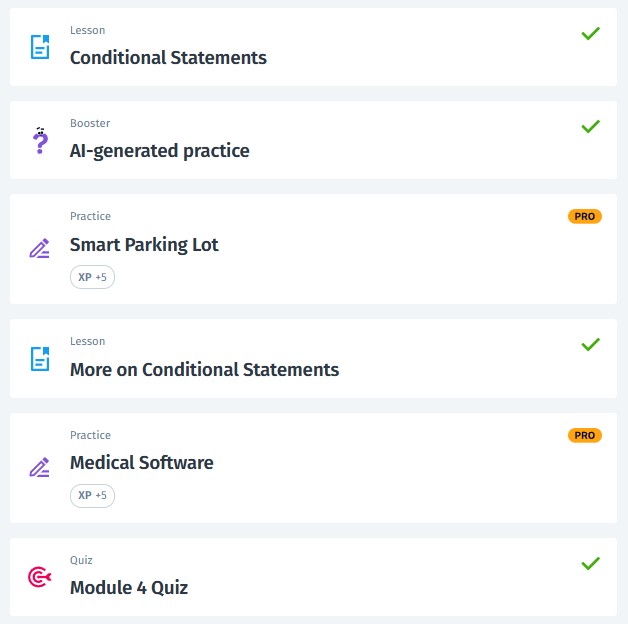 Lesson
Conditional Statements
Booster
AI-generated practice
Practice
PRO
Smart Parking Lot
XP +5
Lesson
More on Conditional Statements
Practice
PRO
Medical Software
XP +5
Quiz
Module 4 Quiz